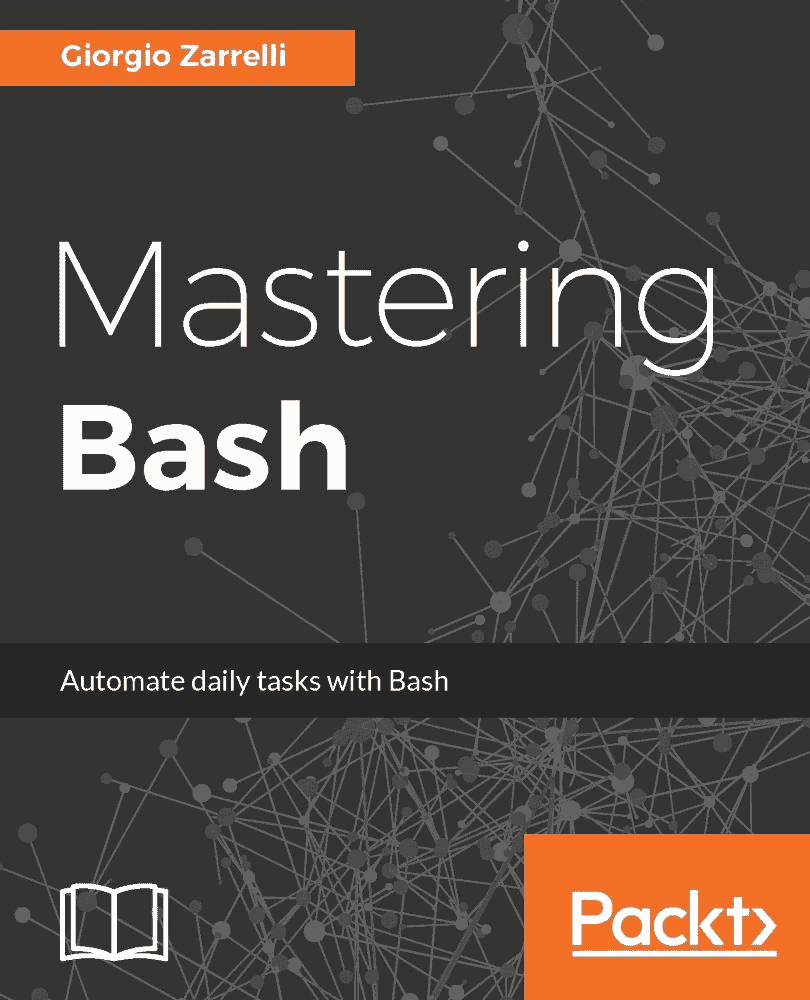 Giorgio Zarrelli
Mastering
Bash
Automate daily tasks with Bash
Packt>